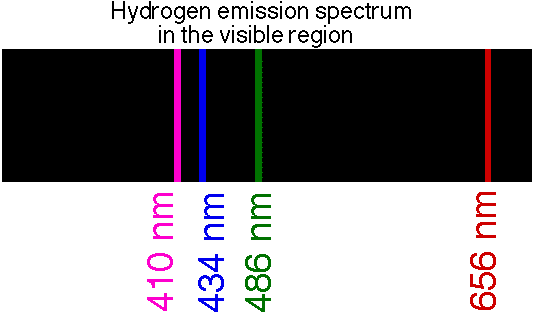 Hydrogen emission spectrum
in the visible region
410 nm
434 nm
486 nm
656 nm